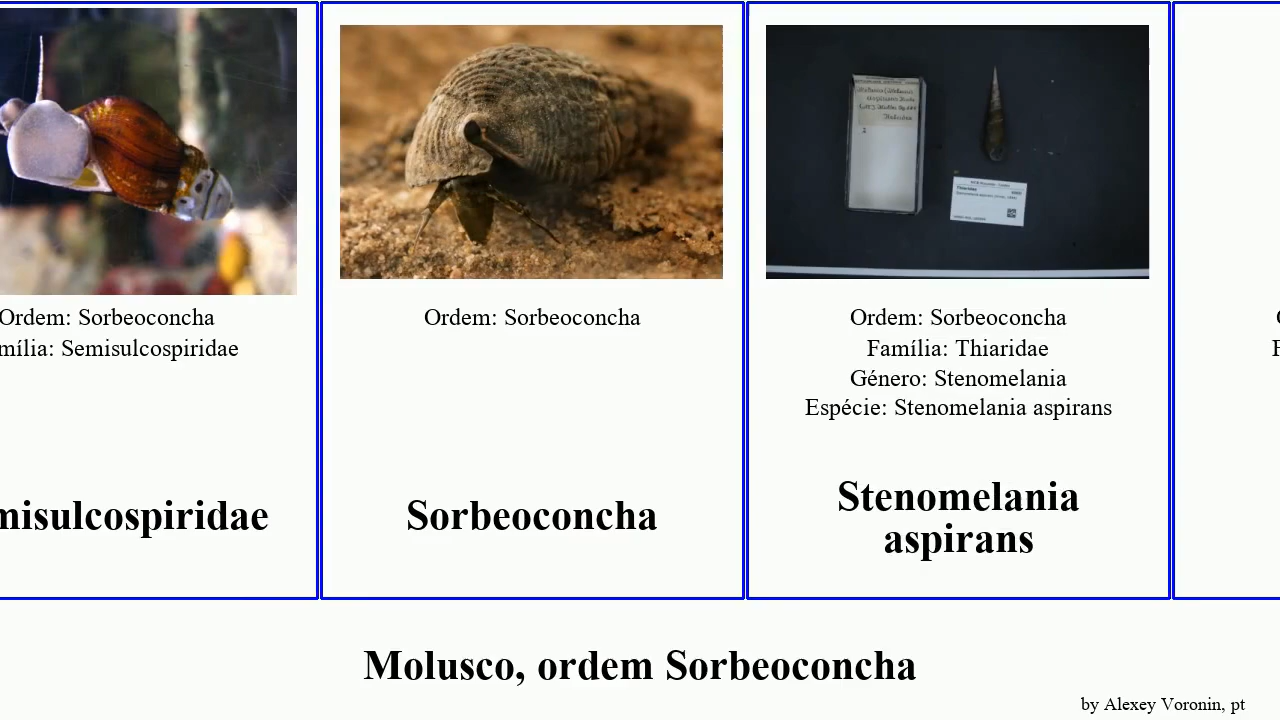 Ordem: Sorbeoconcha
mília: Semisulcospiridae
misulcospiridae
Ordem: Sorbeoconcha
Sorbeoconcha
Thiaridae
Ordem: Sorbeoconcha
Família: Thiaridae
Género: Stenomelania
Espécie: Stenomelania aspirans
Stenomelania
aspirans
Molusco, ordem Sorbeoconcha
by Alexey Voronin, pt